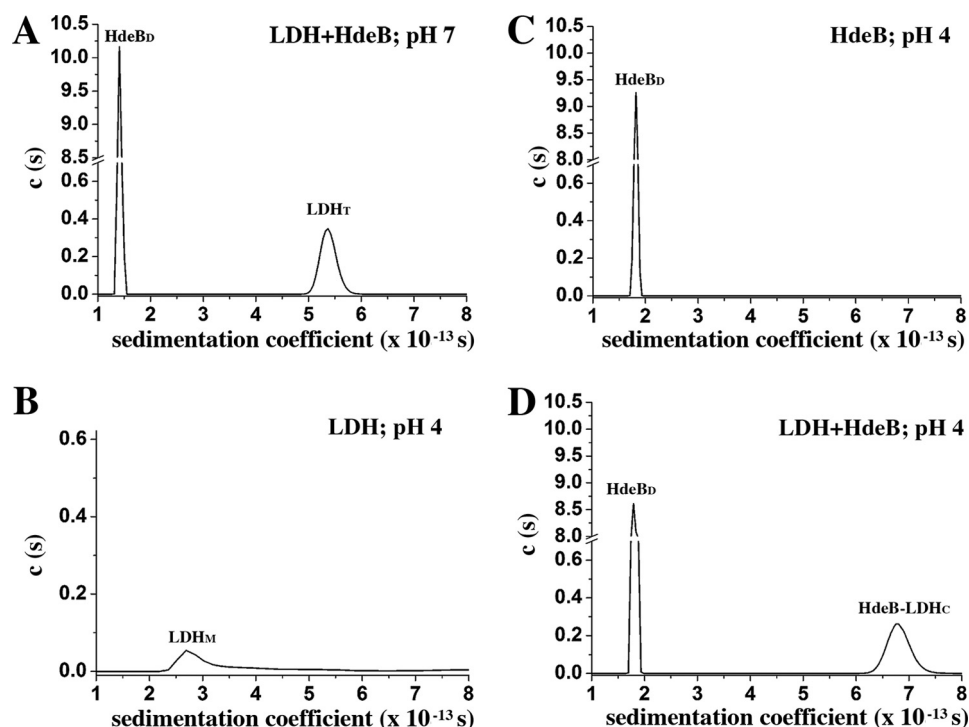 A
LDH+HdeB; pH 7
HdeBD
LDHT
c (s)
10.5
10.0
9.5
9.0
8.5
0.6
0.4
0.2
0.0
1 2 3 4 5 6 7 8
sedimentation coefficient (x 10 -13 s)
C
HdeB; pH 4
HdeBD
c (s)
10.5
10.0
9.5
9.0
8.5
8.0
0.6
0.4
0.2
0.0
1 2 3 4 5 6 7 8
sedimentation coefficient (x 10 -13 s)
B
LDH; pH 4
LDHM
c (s)
0.6
0.4
0.2
0.0
1 2 3 4 5 6 7 8
sedimentation coefficient (x 10 -13 s)
D
LDH+HdeB; pH 4
HdeBD
HdeB-LDHC
c (s)
10.5
10.0
9.5
9.0
8.5
8.0
0.6
0.4
0.2
0.0
1 2 3 4 5 6 7 8
sedimentation coefficient (x 10 -13 s)